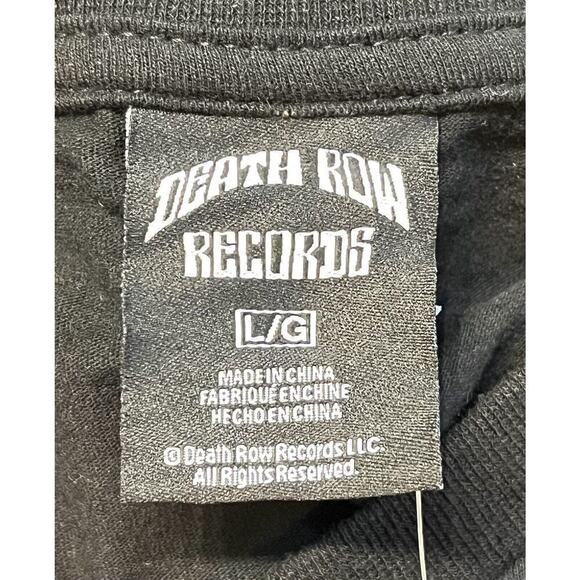 DEATH ROW
RECORDS
L/G
MADE IN CHINA
FABRIQUÉ EN CHINE
HECHO EN CHINA
© Death Row Records LLC.
All Rights Reserved.